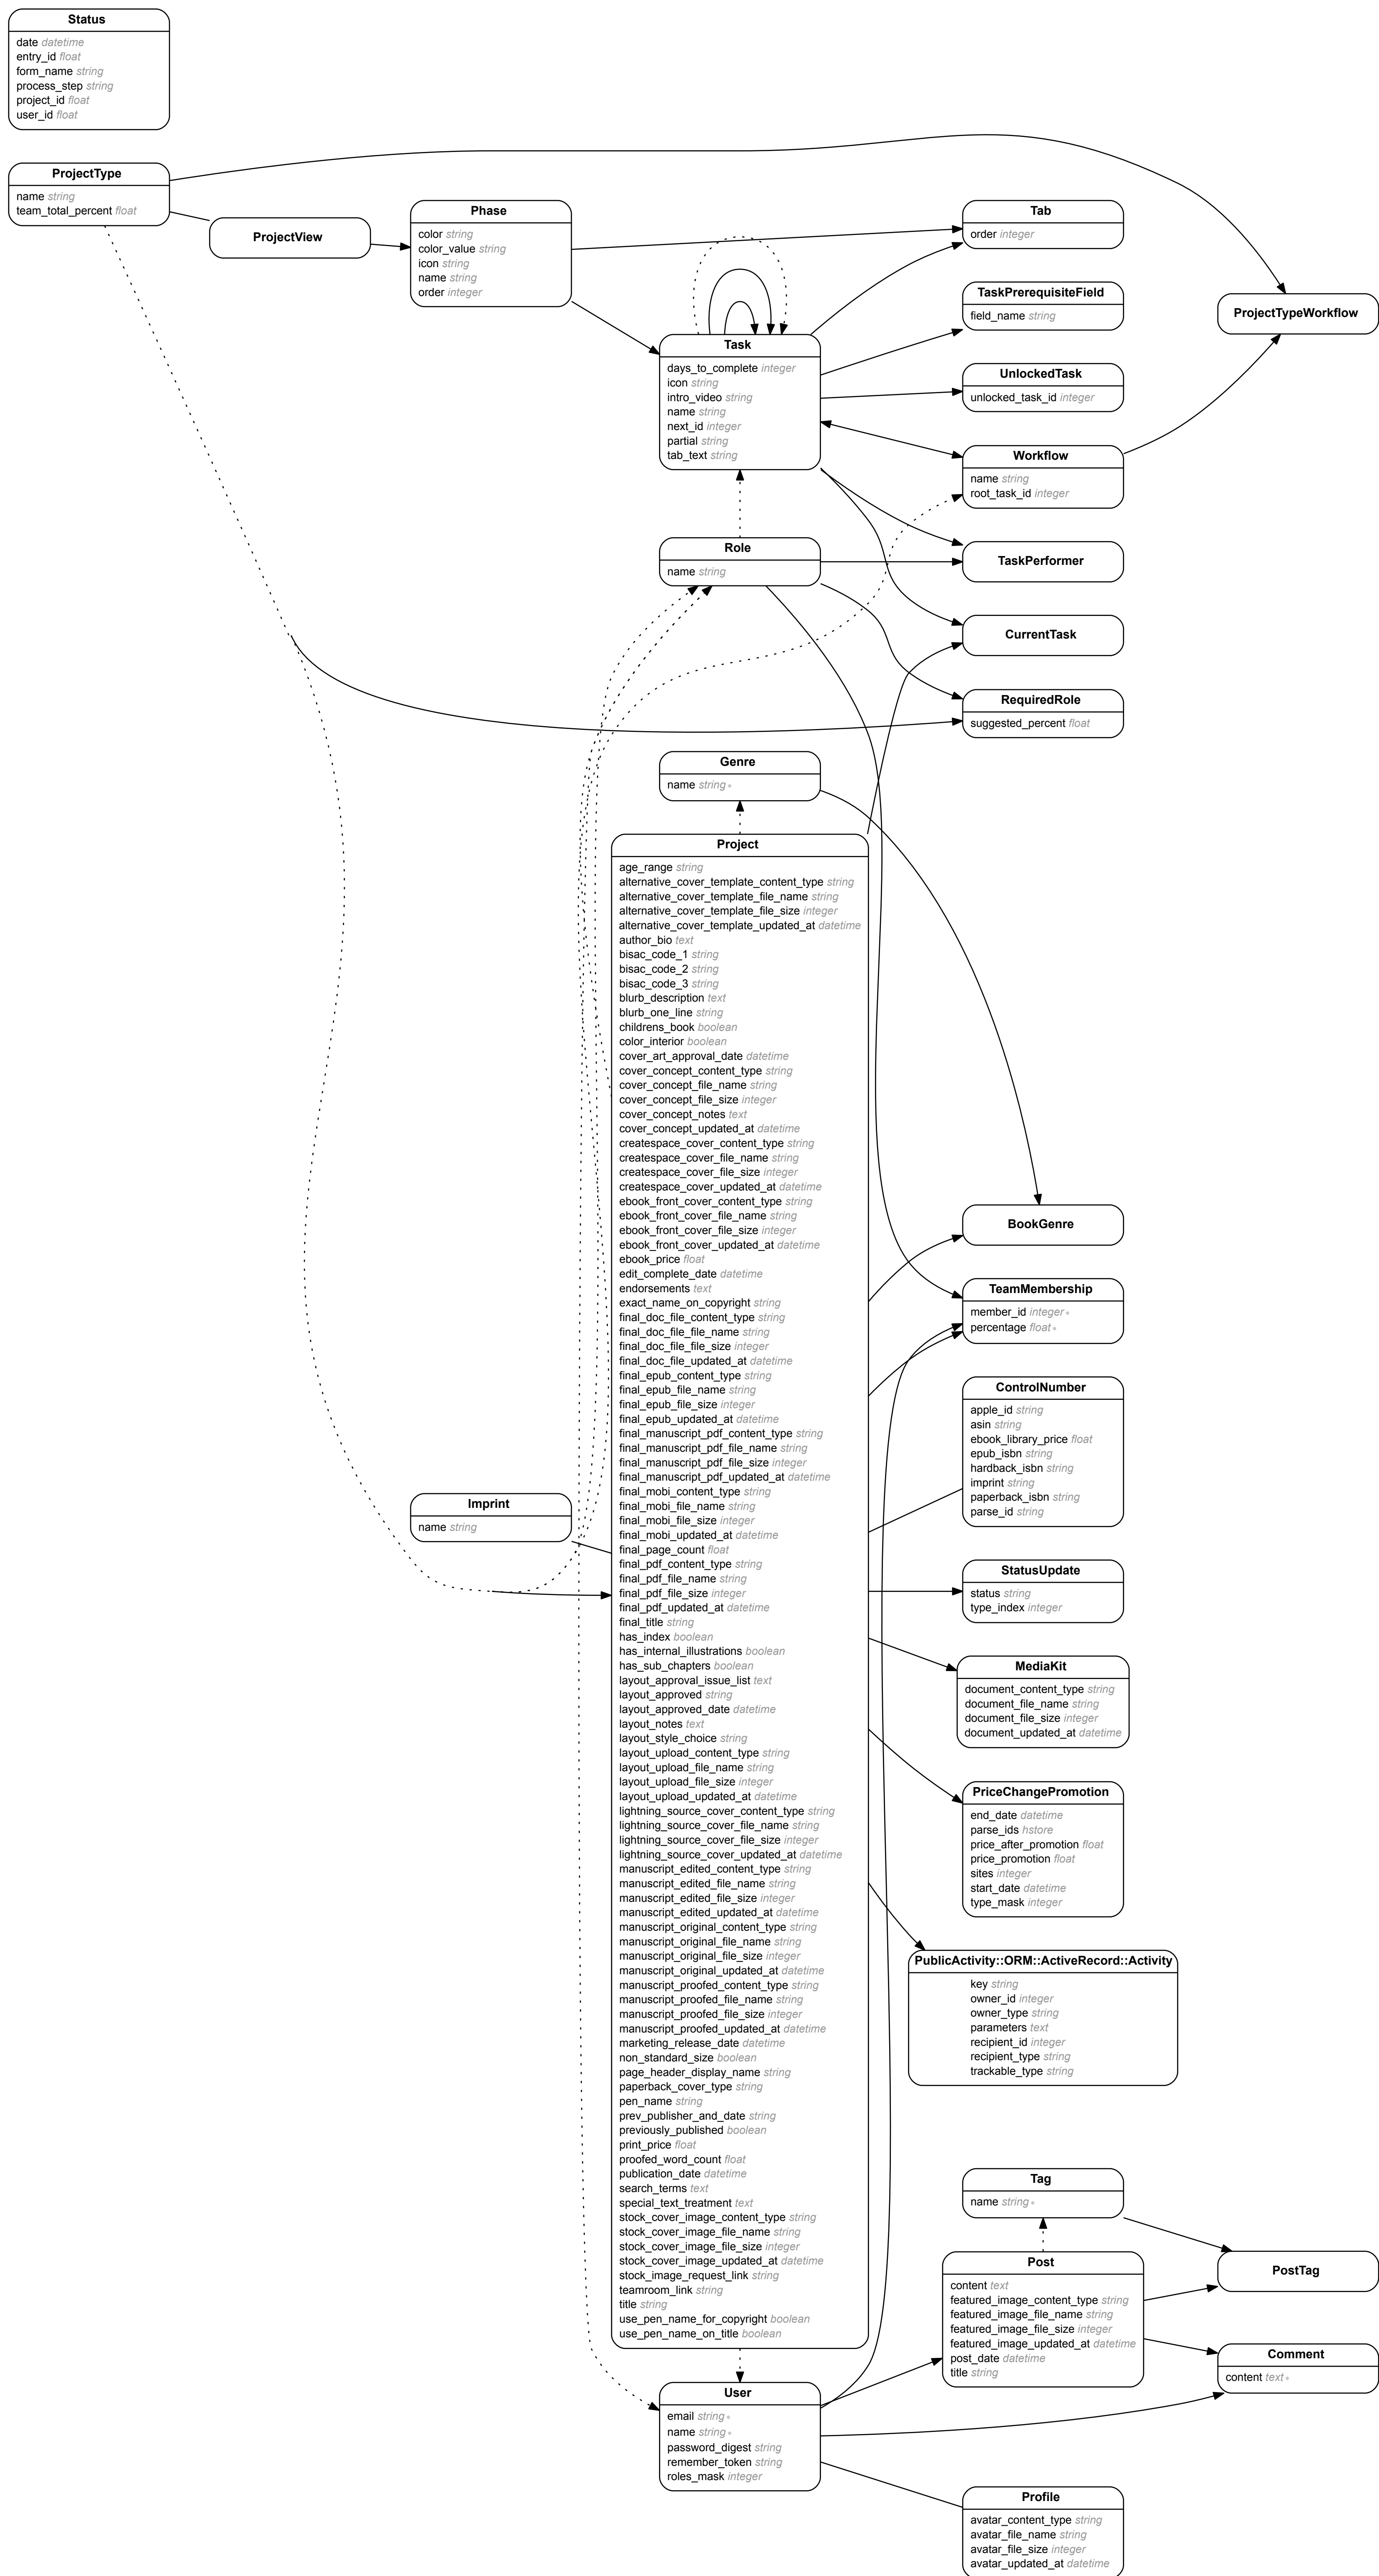 Status
date datetime
entry_id float
form_name string
process_step string
project_id float
user_id float
ProjectType
name string
team_total_percent float
ProjectView
Phase
color string
color_value string
icon string
name string
order integer
Tab
order integer
TaskPrerequisiteField
field_name string
ProjectTypeWorkflow
Task
days_to_complete integer
icon string
intro_video string
name string
next_id integer
partial string
tab_text string
UnlockedTask
unlocked_task_id integer
Workflow
name string
root_task_id integer
Role
name string
TaskPerformer
CurrentTask
RequiredRole
suggested_percent float
Genre
name string *
Project
age_range string
alternative_cover_template_content_type string
alternative_cover_template_file_name string
alternative_cover_template_file_size integer
alternative_cover_template_updated_at datetime
author_bio text
bisac_code_1 string
bisac_code_2 string
bisac_code_3 string
blurb_description text
blurb_one_line string
childrens_book boolean
color_interior boolean
cover_art_approval_date datetime
cover_concept_content_type string
cover_concept_file_name string
cover_concept_file_size integer
cover_concept_notes text
cover_concept_updated_at datetime
createspace_cover_content_type string
createspace_cover_file_name string
createspace_cover_file_size integer
createspace_cover_updated_at datetime
ebook_front_cover_content_type string
ebook_front_cover_file_name string
ebook_front_cover_file_size integer
ebook_front_cover_updated_at datetime
ebook_price float
edit_complete_date datetime
endorsements text
exact_name_on_copyright string
final_doc_file_content_type string
final_doc_file_file_name string
final_doc_file_file_size integer
final_doc_file_updated_at datetime
final_epub_content_type string
final_epub_file_name string
final_epub_file_size integer
final_epub_updated_at datetime
final_manuscript_pdf_content_type string
final_manuscript_pdf_file_name string
final_manuscript_pdf_file_size integer
final_manuscript_pdf_updated_at datetime
final_mobi_content_type string
final_mobi_file_name string
final_mobi_file_size integer
final_mobi_updated_at datetime
final_page_count float
final_pdf_content_type string
final_pdf_file_name string
final_pdf_file_size integer
final_pdf_updated_at datetime
final_title string
has_index boolean
has_internal_illustrations boolean
has_sub_chapters boolean
layout_approval_issue_list text
layout_approved string
layout_approved_date datetime
layout_notes text
layout_style_choice string
layout_upload_content_type string
layout_upload_file_name string
layout_upload_file_size integer
layout_upload_updated_at datetime
lightning_source_cover_content_type string
lightning_source_cover_file_name string
lightning_source_cover_file_size integer
lightning_source_cover_updated_at datetime
manuscript_edited_content_type string
manuscript_edited_file_name string
manuscript_edited_file_size integer
manuscript_edited_updated_at datetime
manuscript_original_content_type string
manuscript_original_file_name string
manuscript_original_file_size integer
manuscript_original_updated_at datetime
manuscript_proofed_content_type string
manuscript_proofed_file_name string
manuscript_proofed_file_size integer
manuscript_proofed_updated_at datetime
marketing_release_date datetime
non_standard_size boolean
page_header_display_name string
paperback_cover_type string
pen_name string
prev_publisher_and_date string
previously_published boolean
print_price float
proofed_word_count float
publication_date datetime
search_terms text
special_text_treatment text
stock_cover_image_content_type string
stock_cover_image_file_name string
stock_cover_image_file_size integer
stock_cover_image_updated_at datetime
stock_image_request_link string
teamroom_link string
title string
use_pen_name_for_copyright boolean
use_pen_name_on_title boolean
Imprint
name string
BookGenre
TeamMembership
member_id integer *
percentage float *
ControlNumber
apple_id string
asin string
ebook_library_price float
epub_isbn string
hardback_isbn string
imprint string
paperback_isbn string
parse_id string
StatusUpdate
status string
type_index integer
MediaKit
document_content_type string
document_file_name string
document_file_size integer
document_updated_at datetime
PriceChangePromotion
end_date datetime
parse_ids hstore
price_after_promotion float
price_promotion float
sites integer
start_date datetime
type_mask integer
PublicActivity::ORM::ActiveRecord::Activity
key string
owner_id integer
owner_type string
parameters text
recipient_id integer
recipient_type string
trackable_type string
Tag
name string *
Post
content text
featured_image_content_type string
featured_image_file_name string
featured_image_file_size integer
featured_image_updated_at datetime
post_date datetime
title string
PostTag
Comment
content text *
User
email string *
name string *
password_digest string
remember_token string
roles_mask integer
Profile
avatar_content_type string
avatar_file_name string
avatar_file_size integer
avatar_updated_at datetime